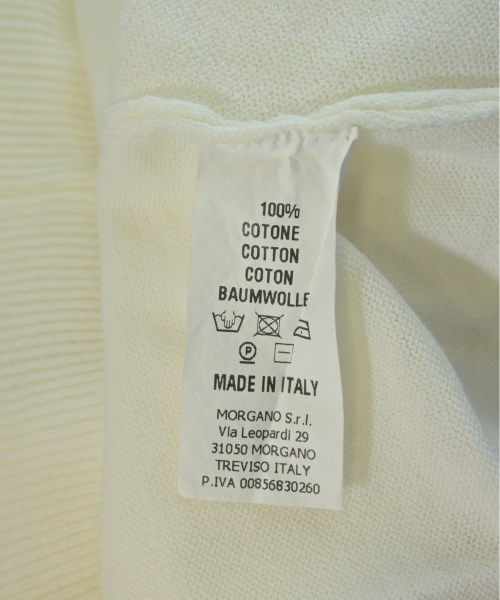 100%
COTONE
COTTON
COTON
BAUMWOLLE
P
MADE IN ITALY
MORGANO S.r.l.
Via Leopardi 29
31050 MORGANO
TREVISO ITALY
P.IVA 00856830260